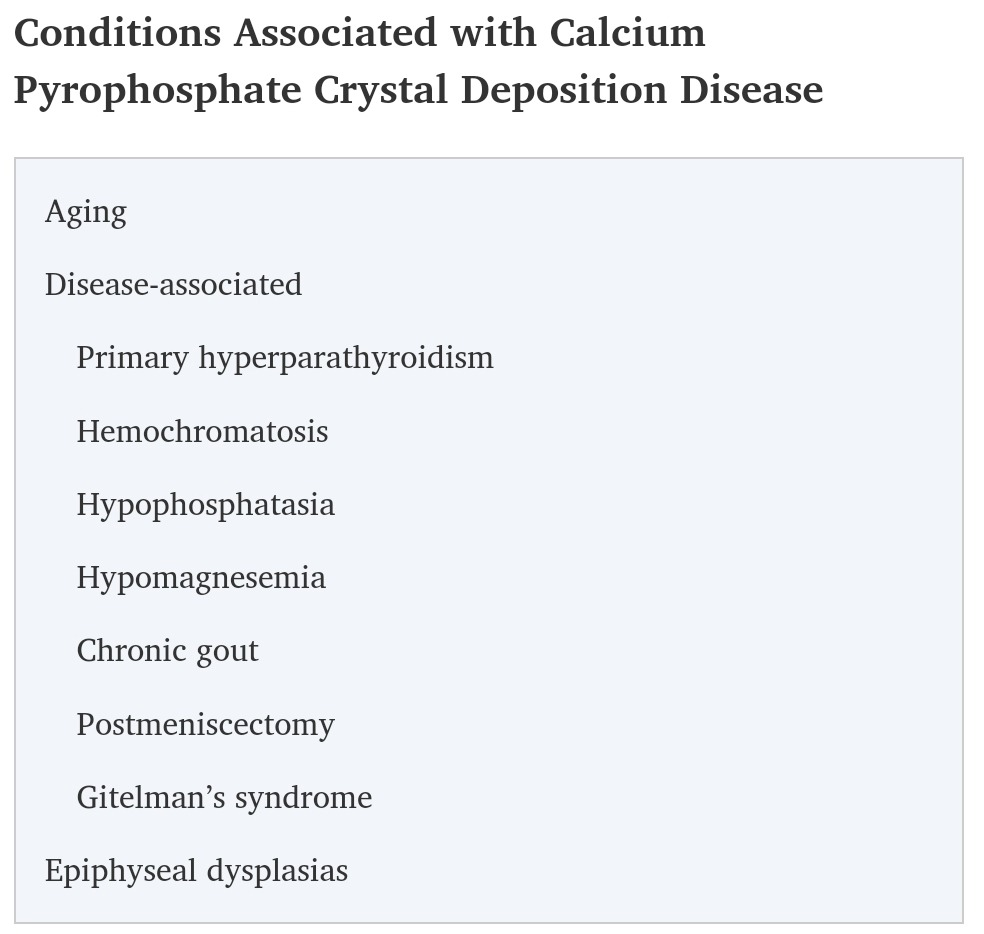 Conditions Associated with Calcium
Pyrophosphate Crystal Deposition Disease
Aging
Disease-associated
Primary hyperparathyroidism
Hemochromatosis
Hypophosphatasia
Hypomagnesemia
Chronic gout
Postmeniscectomy
Gitelman’s syndrome
Epiphyseal dysplasias